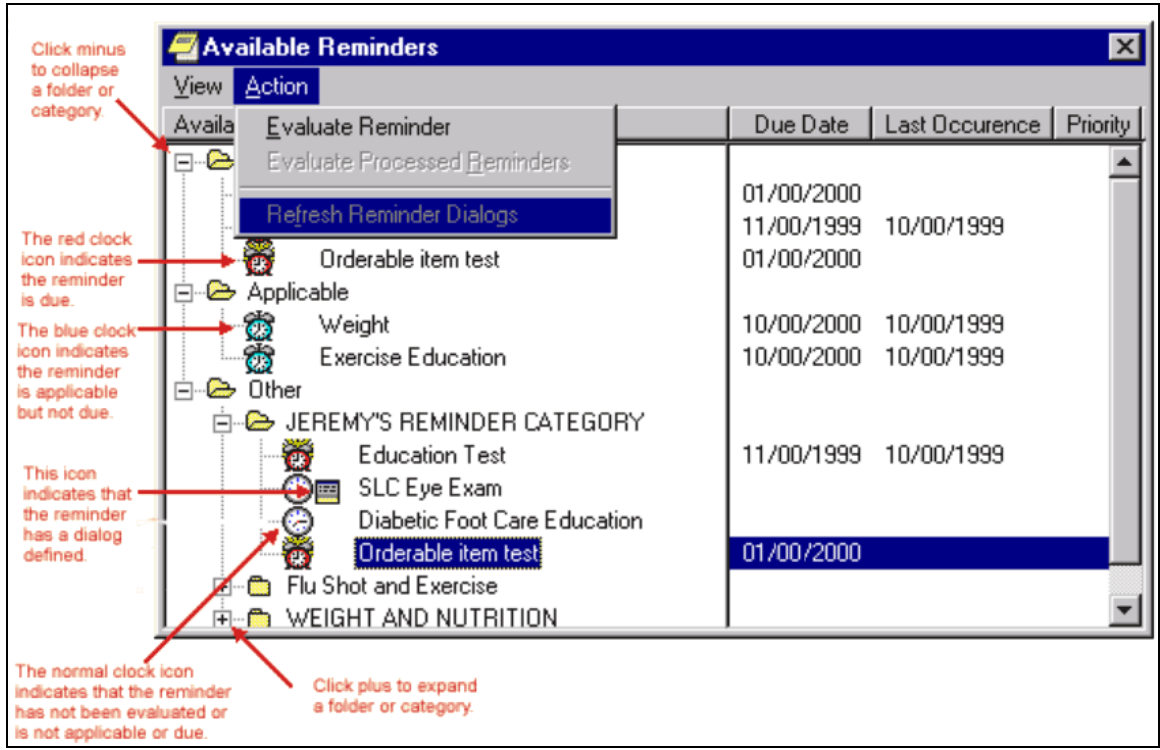 Click minus
to collapse
a folder or
category.
Available Reminders
View Action
Availa
Due Date Last Occurence Priority
Evaluate Reminder
Evaluate Processed Reminders
Refresh Reminder Dialogs
01/00/2000
11/00/1999 10/00/1999
The red clock
icon indicates
the reminder
is due.
Orderable item test 01/00/2000
Applicable
The blue clock
icon indicates
the reminder
is applicable
but not due.
Weight 10/00/2000 10/00/1999
Exercise Education 10/00/2000 10/00/1999
Other
JEREMY'S REMINDER CATEGORY
Education Test 11/00/1999 10/00/1999
This icon
indicates that
the reminder
has a dialog
defined.
SLC Eye Exam
Diabetic Foot Care Education
Orderable item test 01/00/2000
Flu Shot and Exercise
WEIGHT AND NUTRITION
The normal clock icon
indicates that the reminder
has not been evaluated or
is not applicable or due.
Click plus to expand
a folder or category.